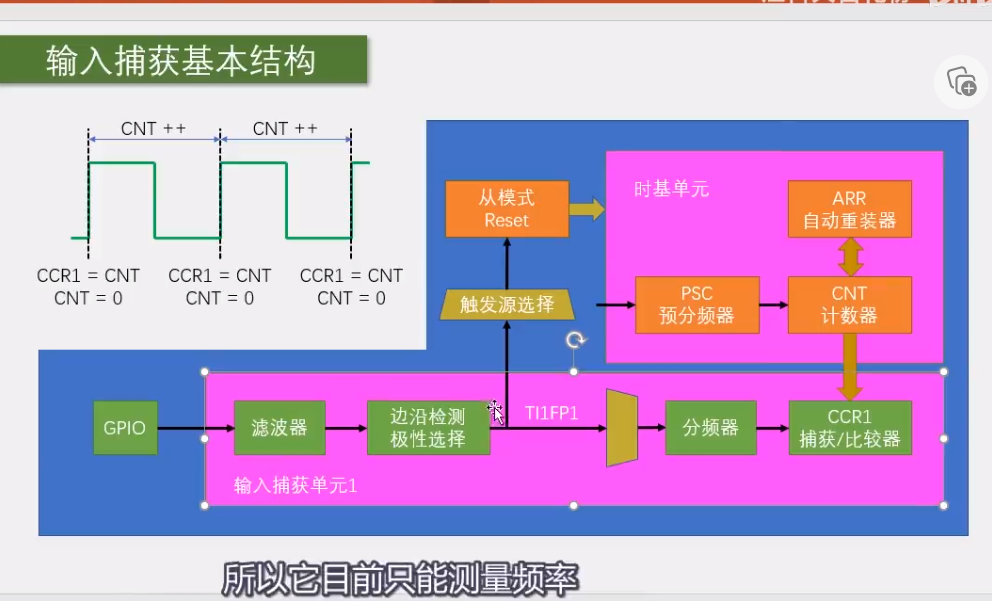 输入捕获基本结构
CNT ++
CNT ++
CCR1 = CNT
CNT = 0
CCR1 = CNT
CNT = 0
CCR1 = CNT
CNT = 0
从模式
Reset
时基单元
ARR
自动重装器
触发源选择
PSC
预分频器
CNT
计数器
GPIO
滤波器
边沿检测
极性选择
TI1FP1
分频器
CCR1
捕获/比较器
输入捕获单元1
所以它目前只能测量频率